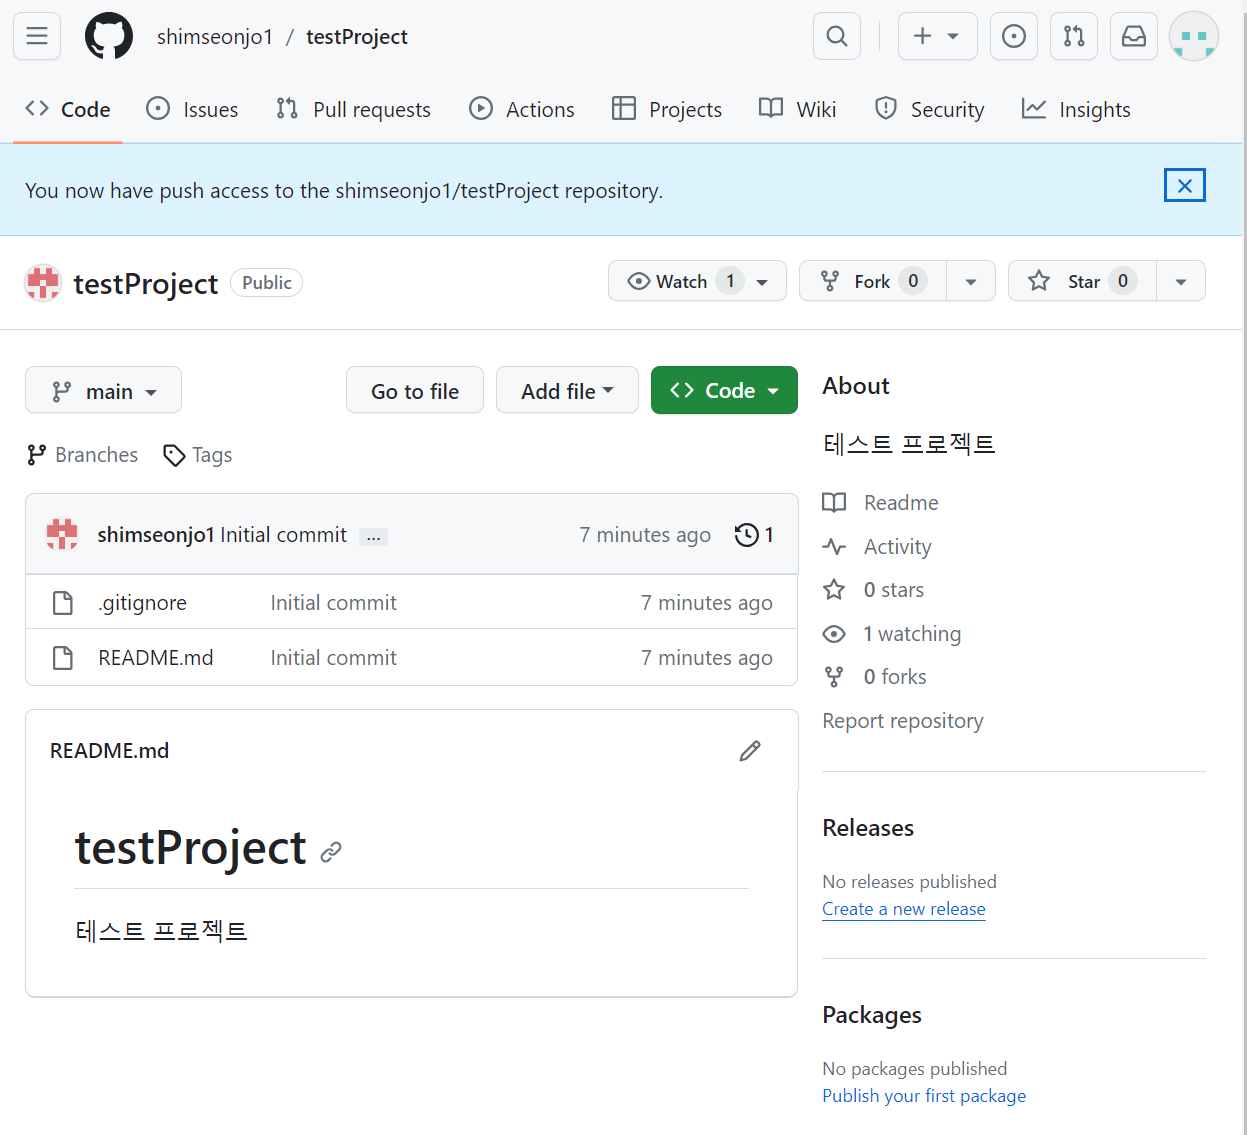 shimseonjo1 / testProject
Code Issues Pull requests Actions Projects Wiki Security Insights
You now have push access to the shimseonjo1/testProject repository.
testProject Public Watch 1 Fork 0 Star 0
main Go to file Add file Code
Branches Tags
shimseonjo1 Initial commit ... 7 minutes ago 1
.gitignore Initial commit 7 minutes ago
README.md Initial commit 7 minutes ago
README.md
testProject
테스트 프로젝트
About
테스트 프로젝트
Readme
Activity
0 stars
1 watching
0 forks
Report repository
Releases
No releases published
Create a new release
Packages
No packages published
Publish your first package